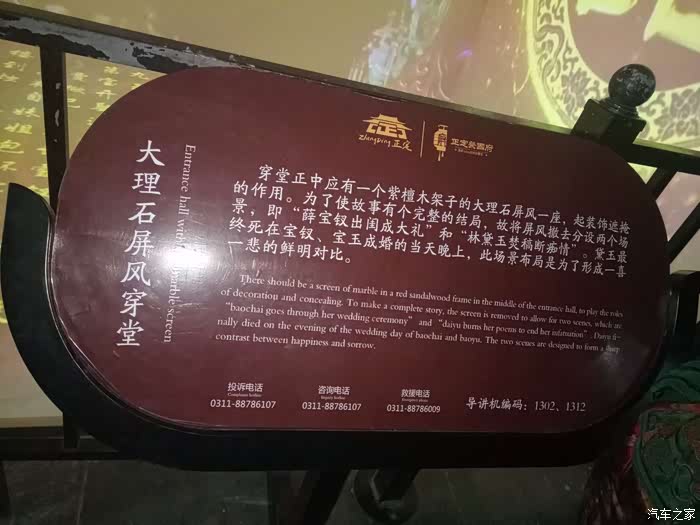 Zhengding 正定
正定荣国府
大理石屏风穿堂
Entrance hall with marble screen
穿堂正中应有一个紫檀木架子的大理石屏风一座，起装饰遮掩
的作用。为了使故事有个完整的结局，故将屏风撤去分设两个场
景，即“薛宝钗出闺成大礼”和“林黛玉焚稿断痴情”。黛玉最
终死在宝钗、宝玉成婚的当天晚上，此场景布局是为了形成一喜
一悲的鲜明对比。
There should be a screen of marble in a red sandalwood frame in the middle of the entrance hall, to play the roles
of decoration and concealing. To make a complete story, the screen is removed to allow for two scenes, which are
“baochai goes through her wedding ceremony” and “daiyu burns her poems to end her infatuation”. Daiyu fi-
nally died on the evening of the wedding day of baochai and baoyu. The two scenes are designed to form a sharp
contrast between happiness and sorrow.
投诉电话
Complaint hotline
0311-88786107
咨询电话
Inquiry hotline
0311-88786107
救援电话
0311-88786009
导讲机编码：1302、1312
汽车之家